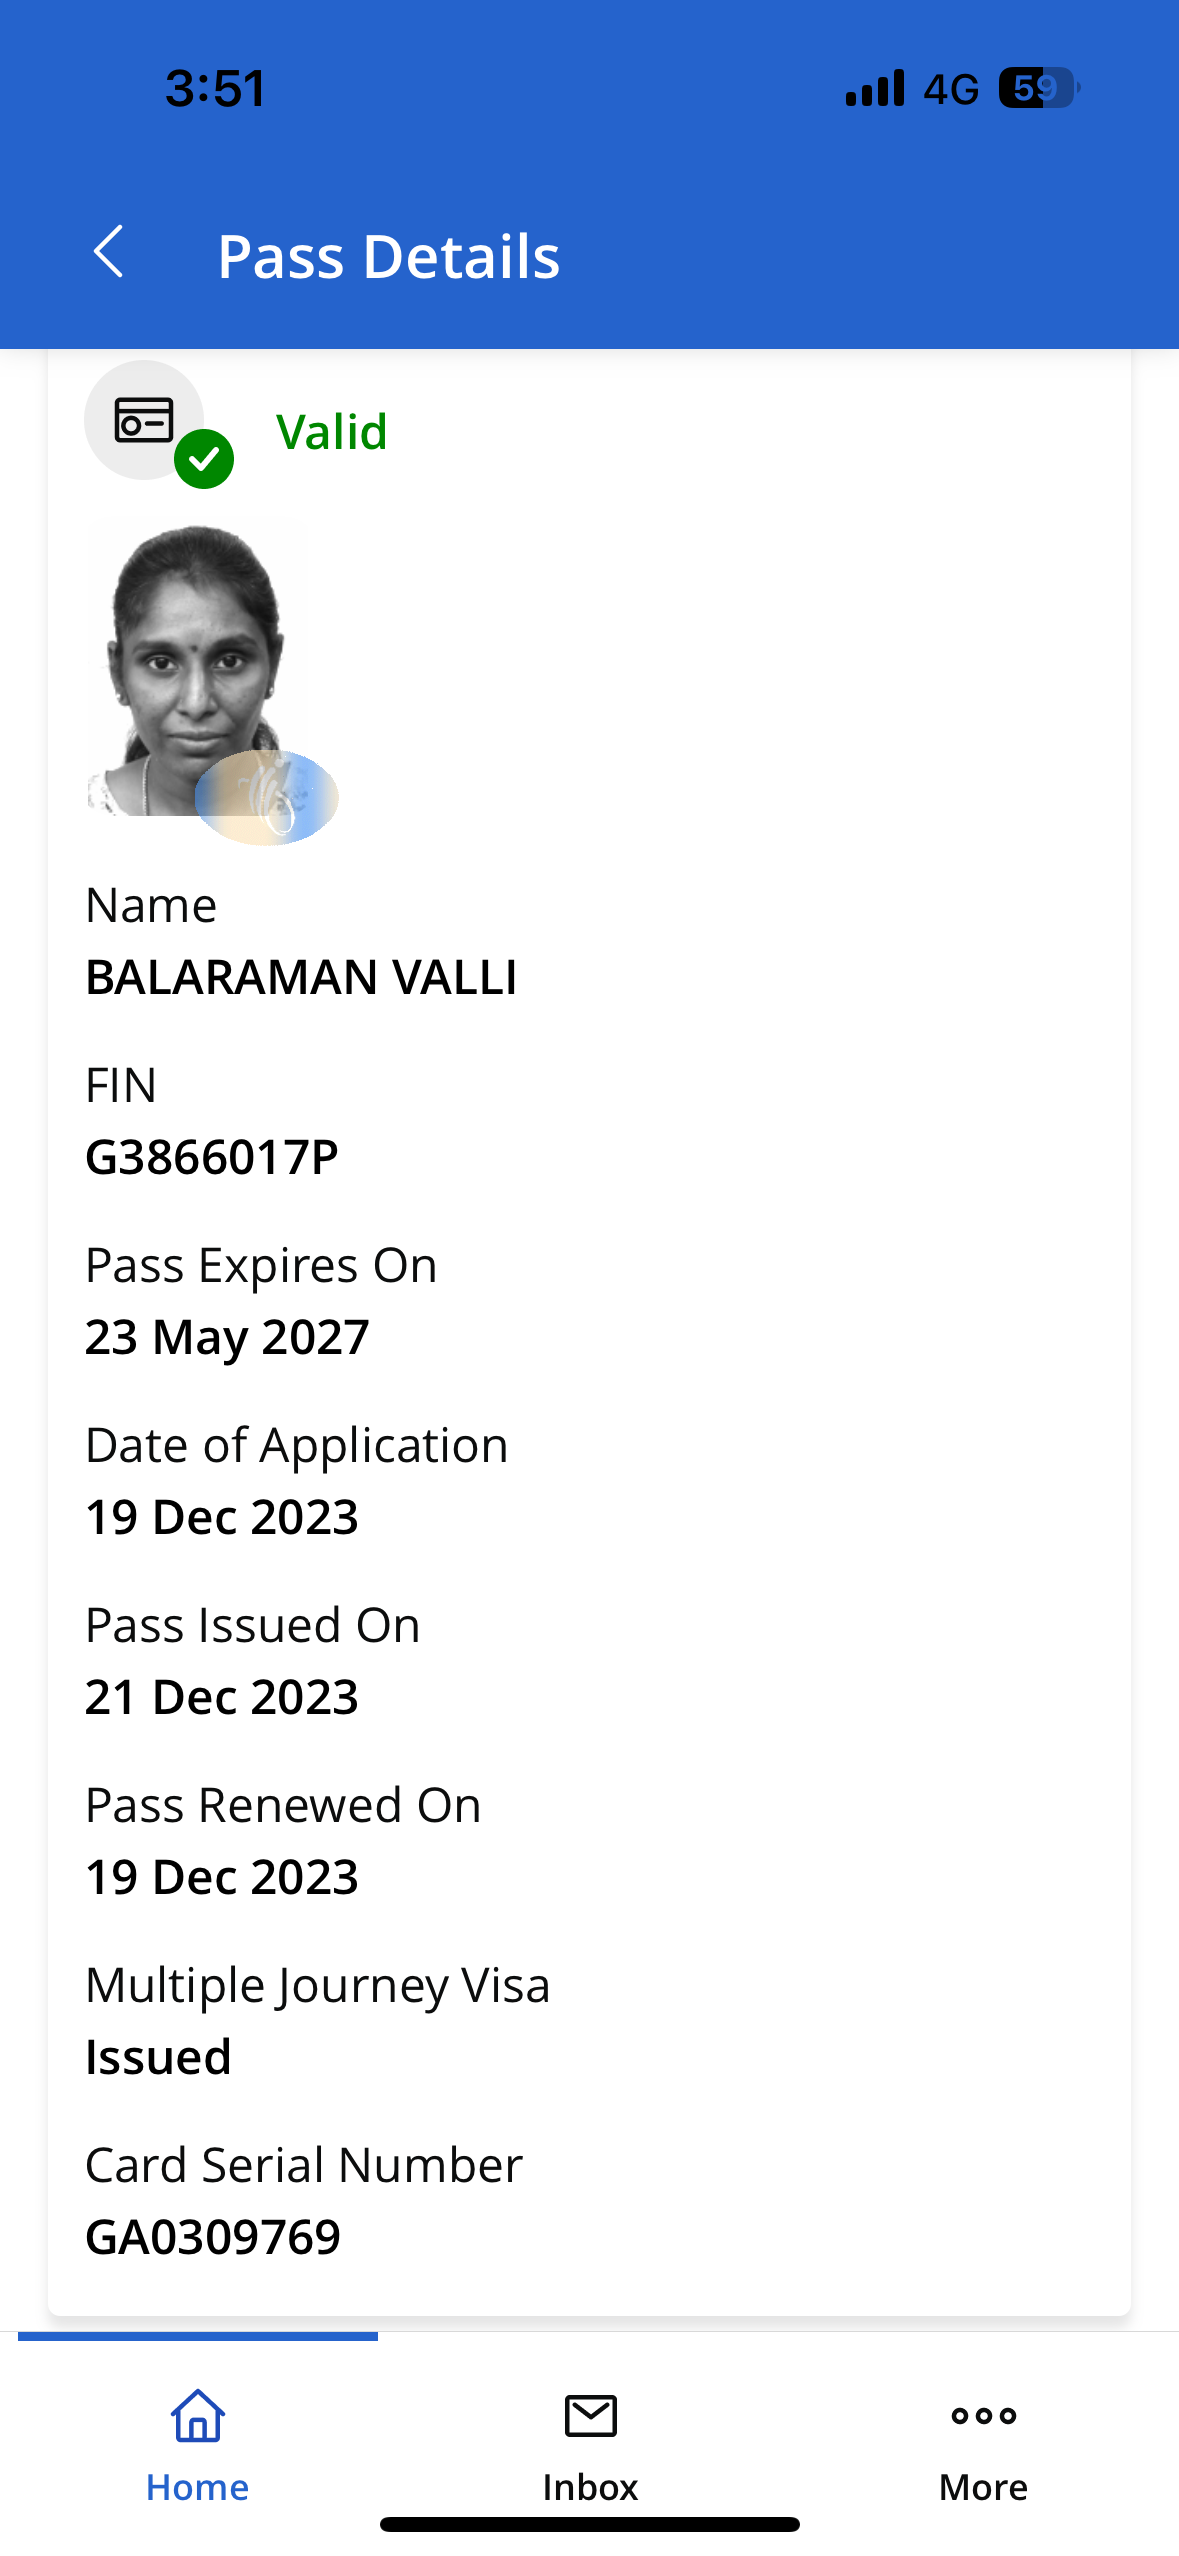 3:51
4G 59
Pass Details
Valid
Name
BALARAMAN VALLI
FIN
G3866017P
Pass Expires On
23 May 2027
Date of Application
19 Dec 2023
Pass Issued On
21 Dec 2023
Pass Renewed On
19 Dec 2023
Multiple Journey Visa
Issued
Card Serial Number
GA0309769
Home Inbox More